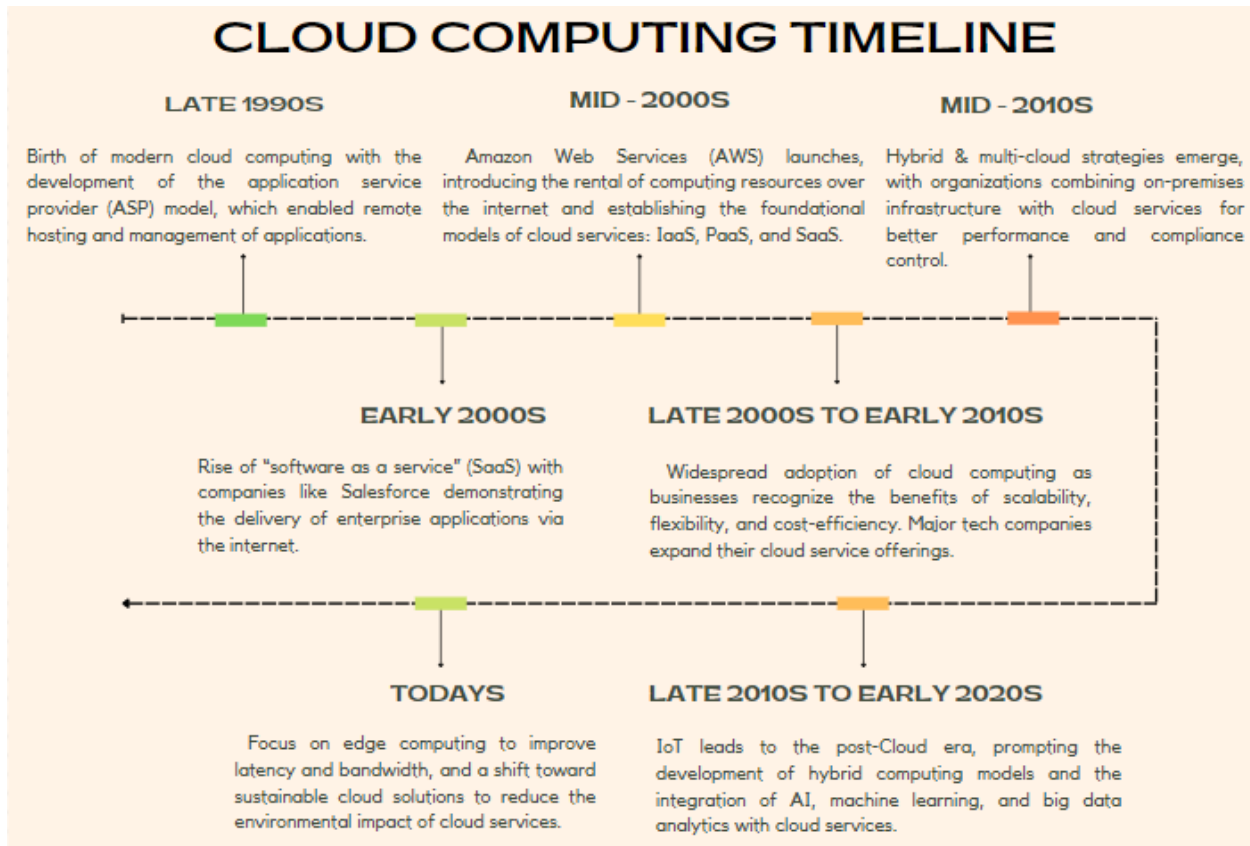 CLOUD COMPUTING TIMELINE
LATE 1990S
Birth of modern cloud computing with the
development of the application service
provider (ASP) model, which enabled remote
hosting and management of applications.
MID - 2000S
Amazon Web Services (AWS) launches,
introducing the rental of computing resources over
the internet and establishing the foundational
models of cloud services: IaaS, PaaS, and SaaS.
MID - 2010S
Hybrid & multi-cloud strategies emerge,
with organizations combining on-premises
infrastructure with cloud services for
better performance and compliance
control.
EARLY 2000S
Rise of “software as a service” (SaaS) with
companies like Salesforce demonstrating
the delivery of enterprise applications via
the internet.
LATE 2000S TO EARLY 2010S
Widespread adoption of cloud computing as
businesses recognize the benefits of scalability,
flexibility, and cost-efficiency. Major tech companies
expand their cloud service offerings.
TODAYS
Focus on edge computing to improve
latency and bandwidth, and a shift toward
sustainable cloud solutions to reduce the
environmental impact of cloud services.
LATE 2010S TO EARLY 2020S
IoT leads to the post-Cloud era, prompting the
development of hybrid computing models and the
integration of AI, machine learning, and big data
analytics with cloud services.